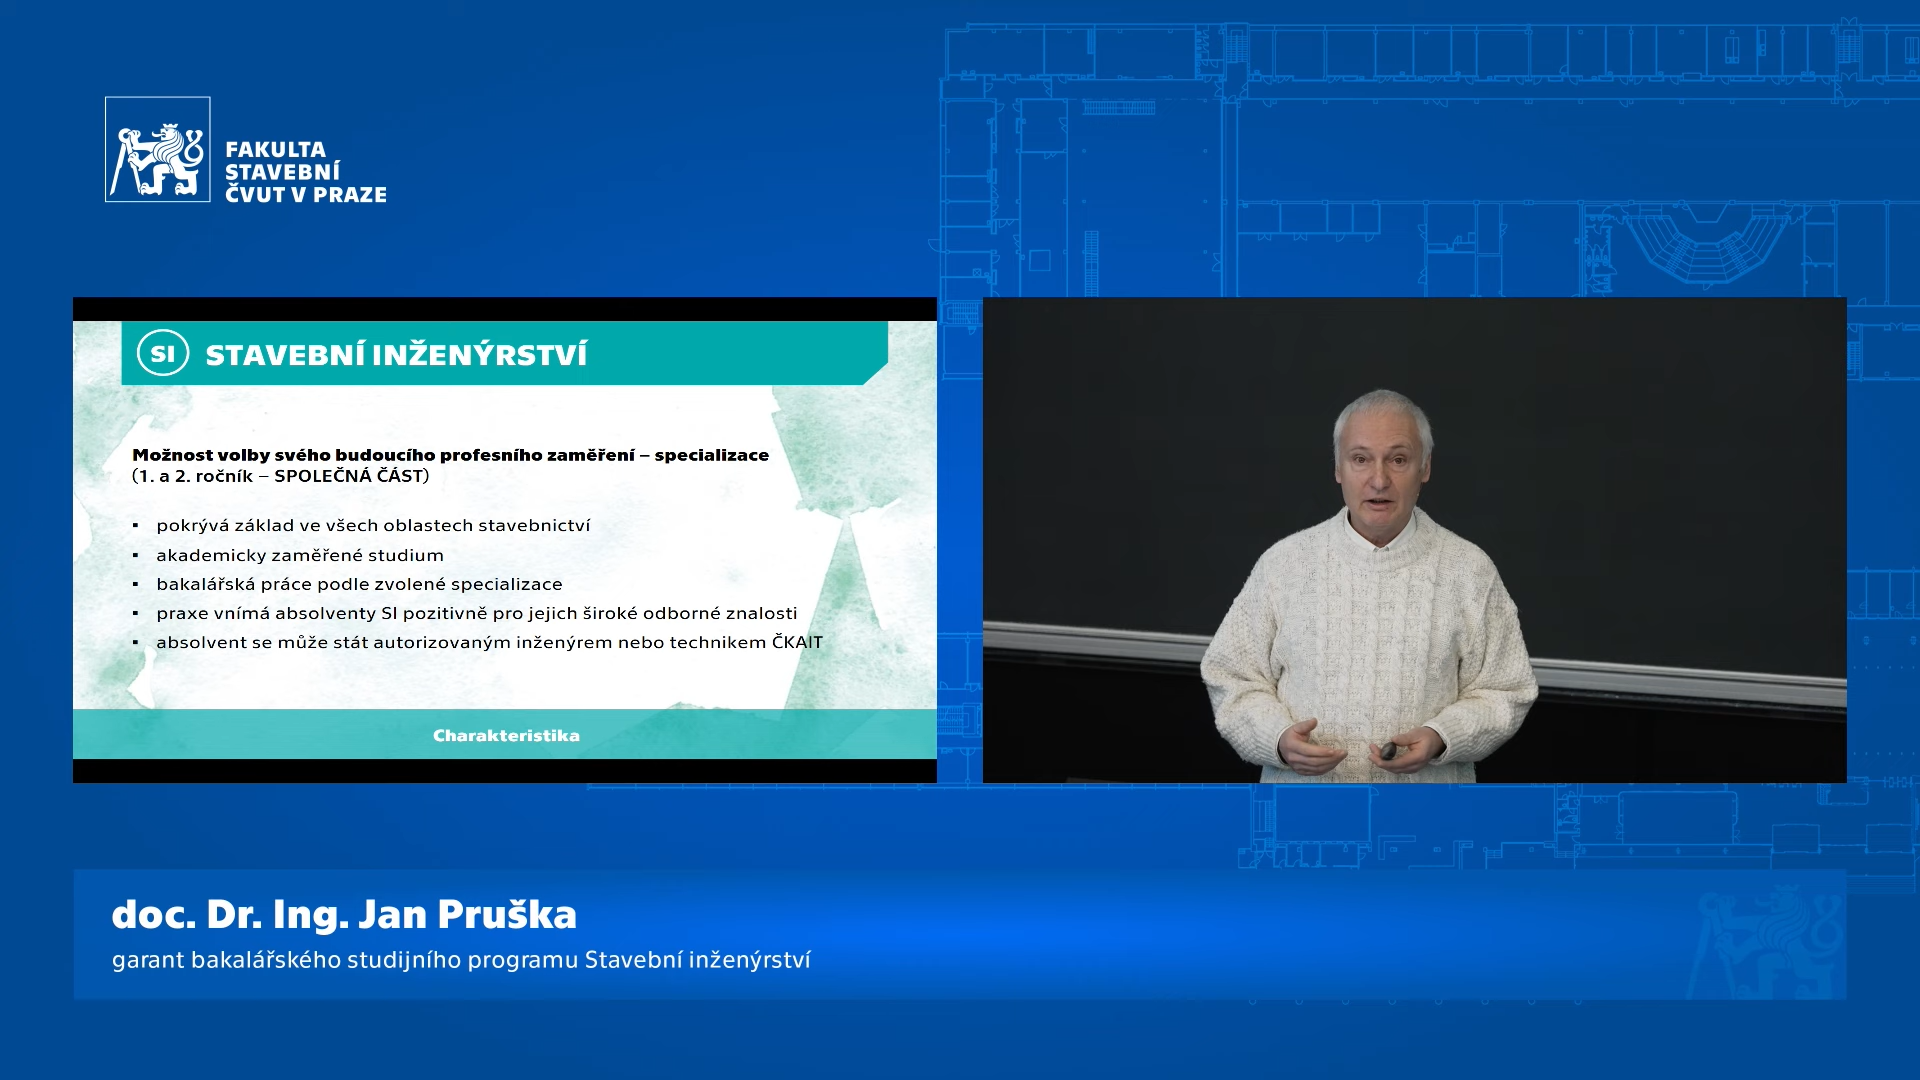 FAKULTA
STAVEBNÍ
ČVUT V PRAZE
SI STAVEBNÍ INŽENÝRSTVÍ
Možnost volby svého budoucího profesního zaměření – specializace
(1. a 2. ročník – SPOLEČNÁ ČÁST)
▪ pokrývá základ ve všech oblastech stavebnictví
▪ akademicky zaměřené studium
▪ bakalářská práce podle zvolené specializace
▪ praxe vnímá absolventy SI pozitivně pro jejich široké odborné znalosti
▪ absolvent se může stát autorizovaným inženýrem nebo technikem ČKAIT
Charakteristika
doc. Dr. Ing. Jan Pruška
garant bakalářského studijního programu Stavební inženýrství